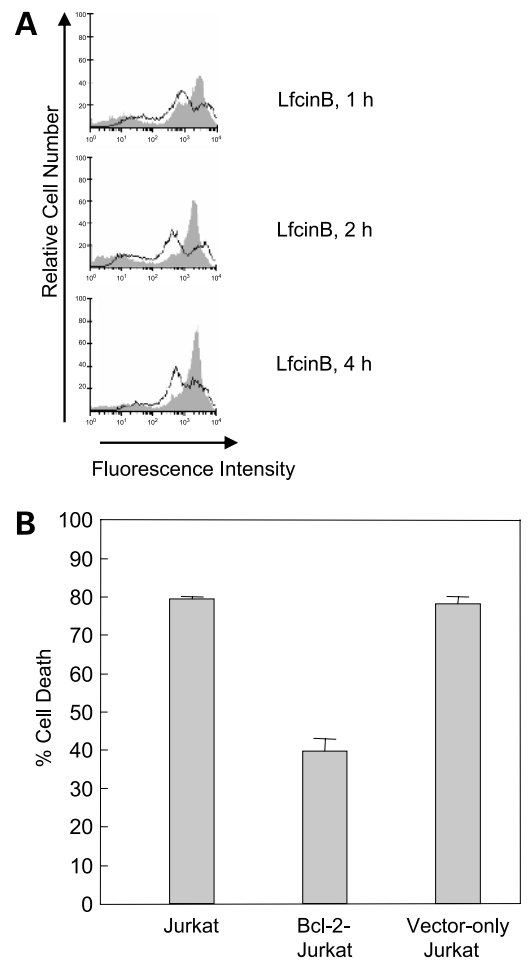 A
Relative Cell Number
100
80
60
40
20
10⁰ 10¹ 10² 10³ 10⁴
LfcinB, 1 h
100
80
60
40
20
10⁰ 10¹ 10² 10³ 10⁴
LfcinB, 2 h
100
80
60
40
20
10⁰ 10¹ 10² 10³ 10⁴
LfcinB, 4 h
Fluorescence Intensity
B
% Cell Death
100
90
80
70
60
50
40
30
20
10
0
Jurkat
Bcl-2-
Jurkat
Vector-only
Jurkat